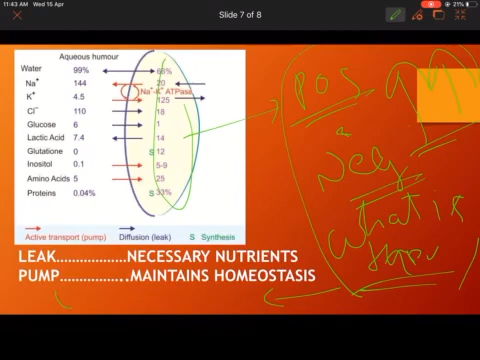 11:43 AM Wed 15 Apr
21%
Slide 7 of 8
Aqueous humour
Water 99% 66%
Na+ 144 20
Na+-K+ ATPase
K+ 4.5 125
Cl− 110 18
Glucose 6 1
Lactic Acid 7.4 14
Glutatione 0 S 12
Inositol 0.1 5-9
Amino Acids 5 25
Proteins 0.04% S 33%
Active transport (pump) Diffusion (leak) S Synthesis
LEAK.................NECESSARY NUTRIENTS
PUMP.................MAINTAINS HOMEOSTASIS
POS
What is